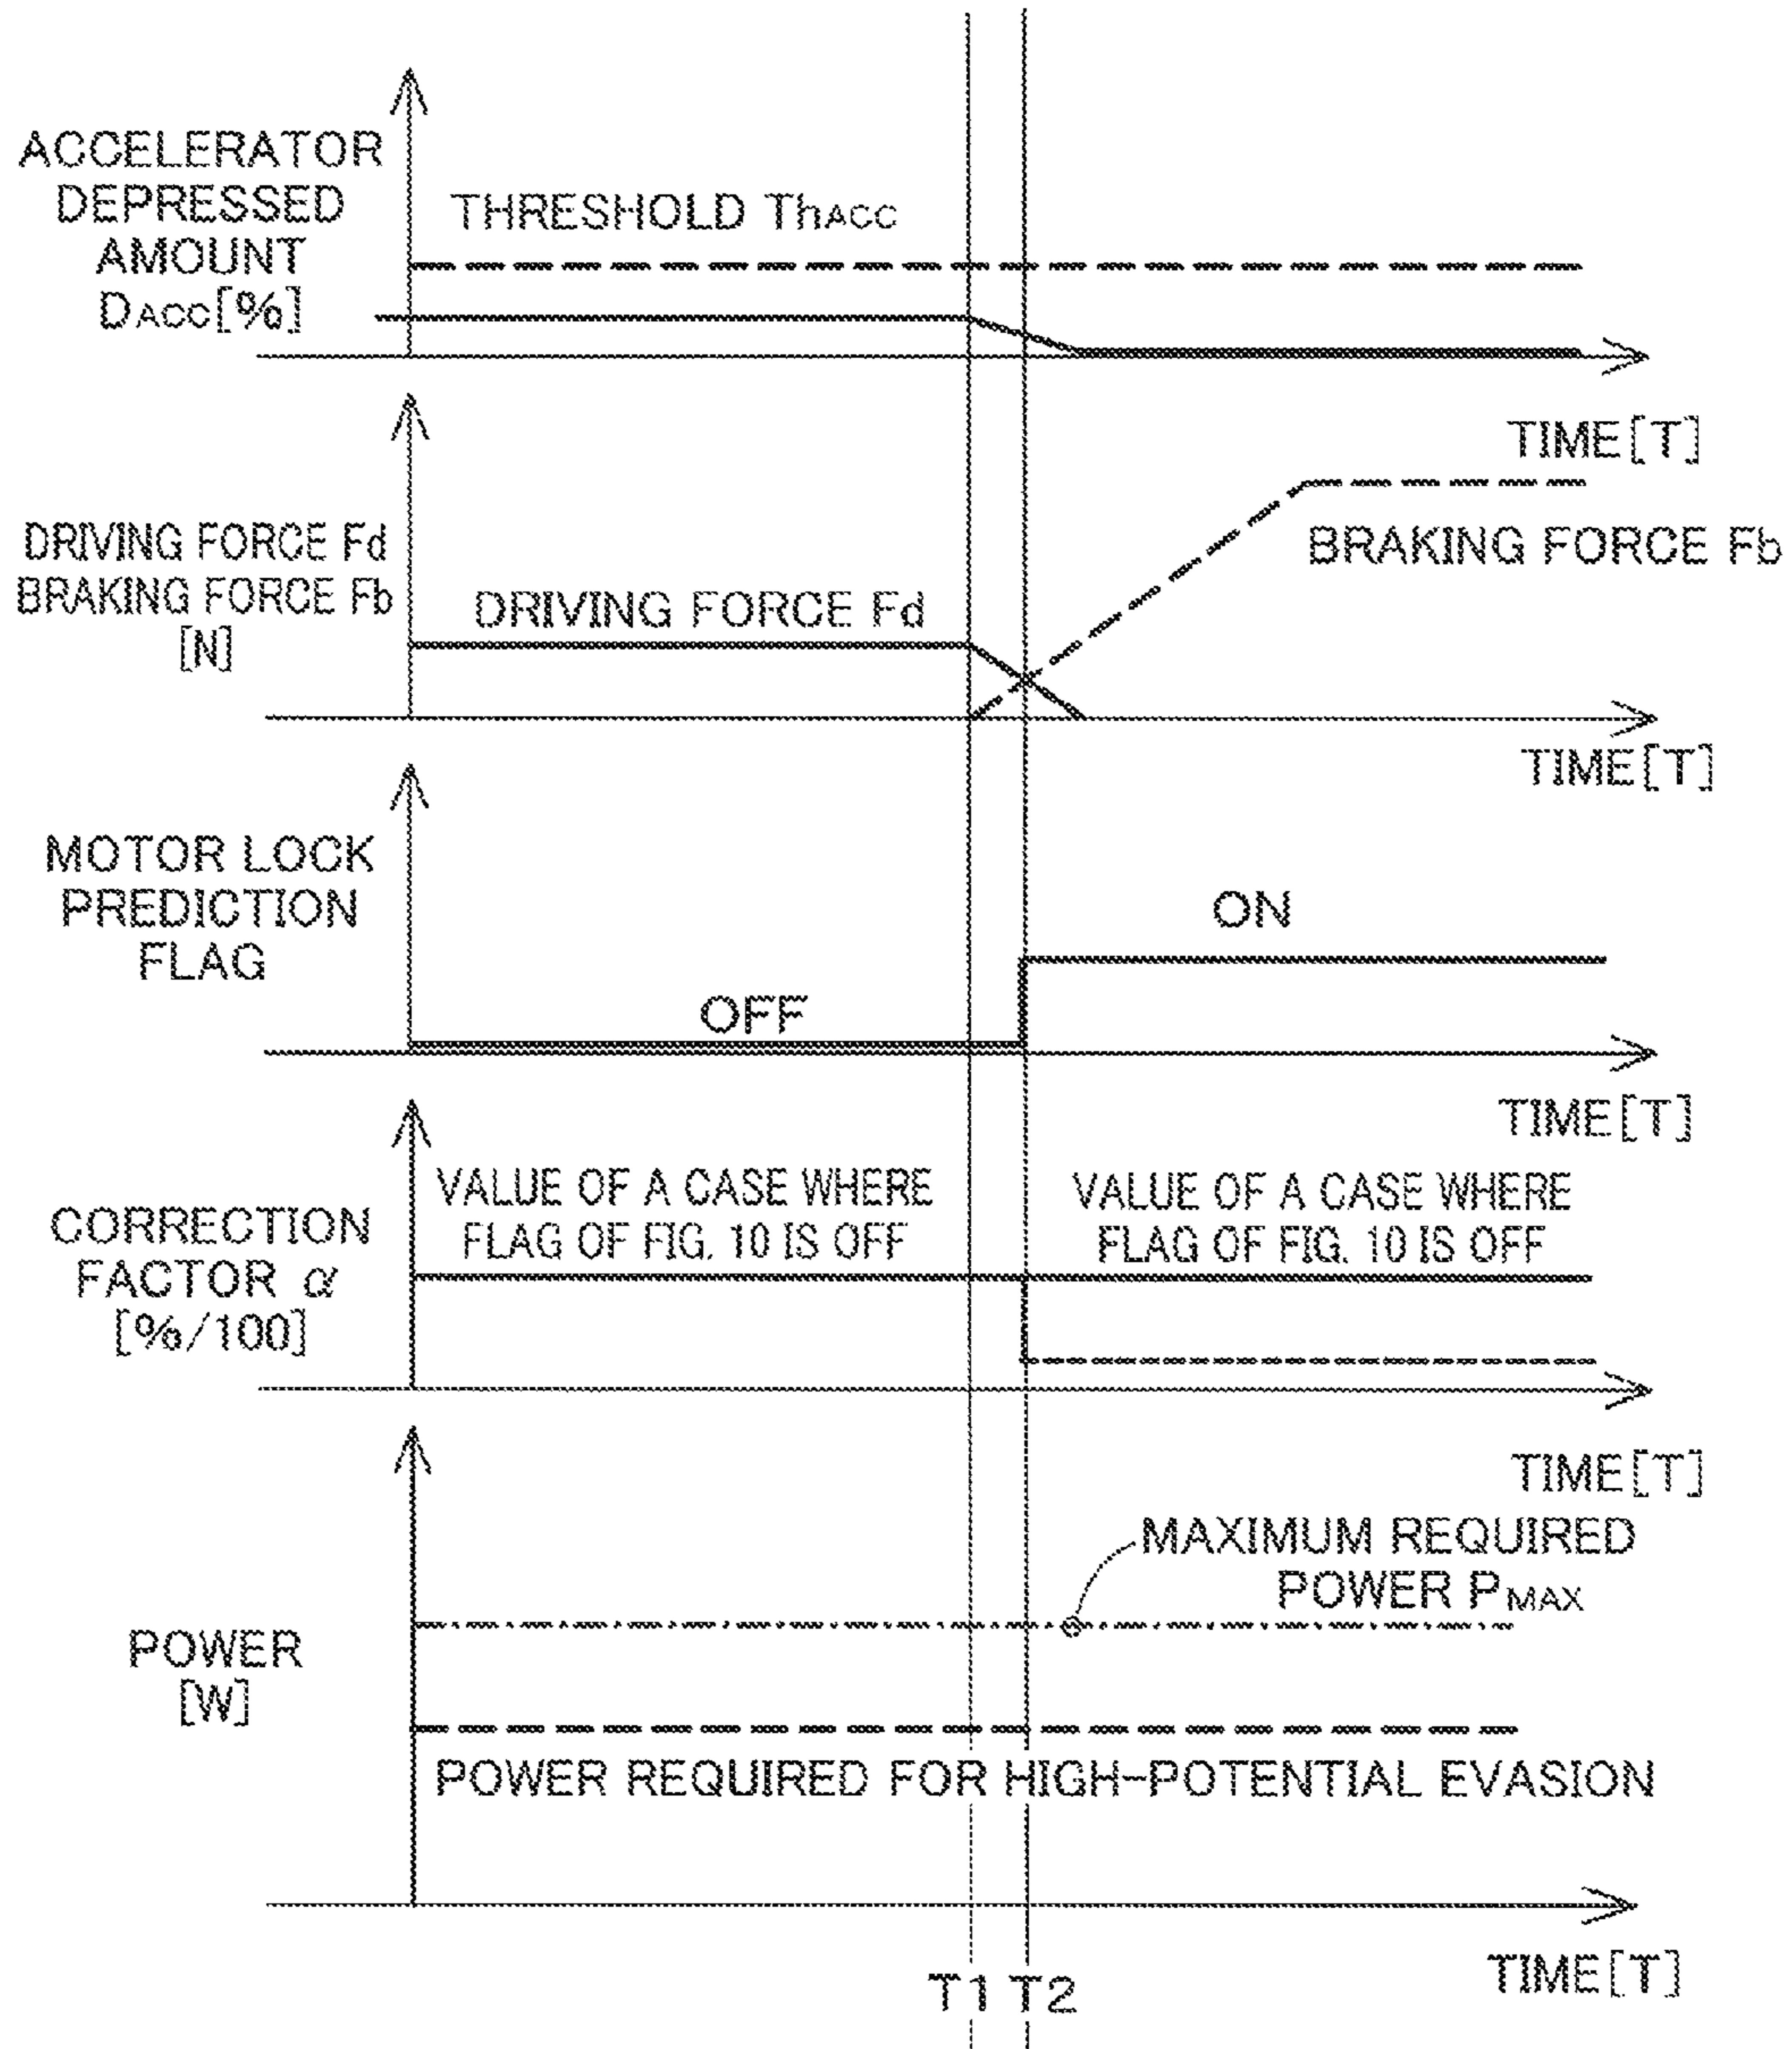 ACCELERATOR
DEPRESSED
AMOUNT
DACC[%]
THRESHOLD ThACC
TIME[T]
DRIVING FORCE Fd
BRAKING FORCE Fb
[N]
DRIVING FORCE Fd
BRAKING FORCE Fb
TIME[T]
MOTOR LOCK
PREDICTION
FLAG
OFF
ON
TIME[T]
CORRECTION
FACTOR α
[%/100]
VALUE OF A CASE WHERE
FLAG OF FIG. 10 IS OFF
VALUE OF A CASE WHERE
FLAG OF FIG. 10 IS OFF
TIME[T]
POWER
[W]
MAXIMUM REQUIRED
POWER PMAX
POWER REQUIRED FOR HIGH-POTENTIAL EVASION
TIME[T]
T1 T2